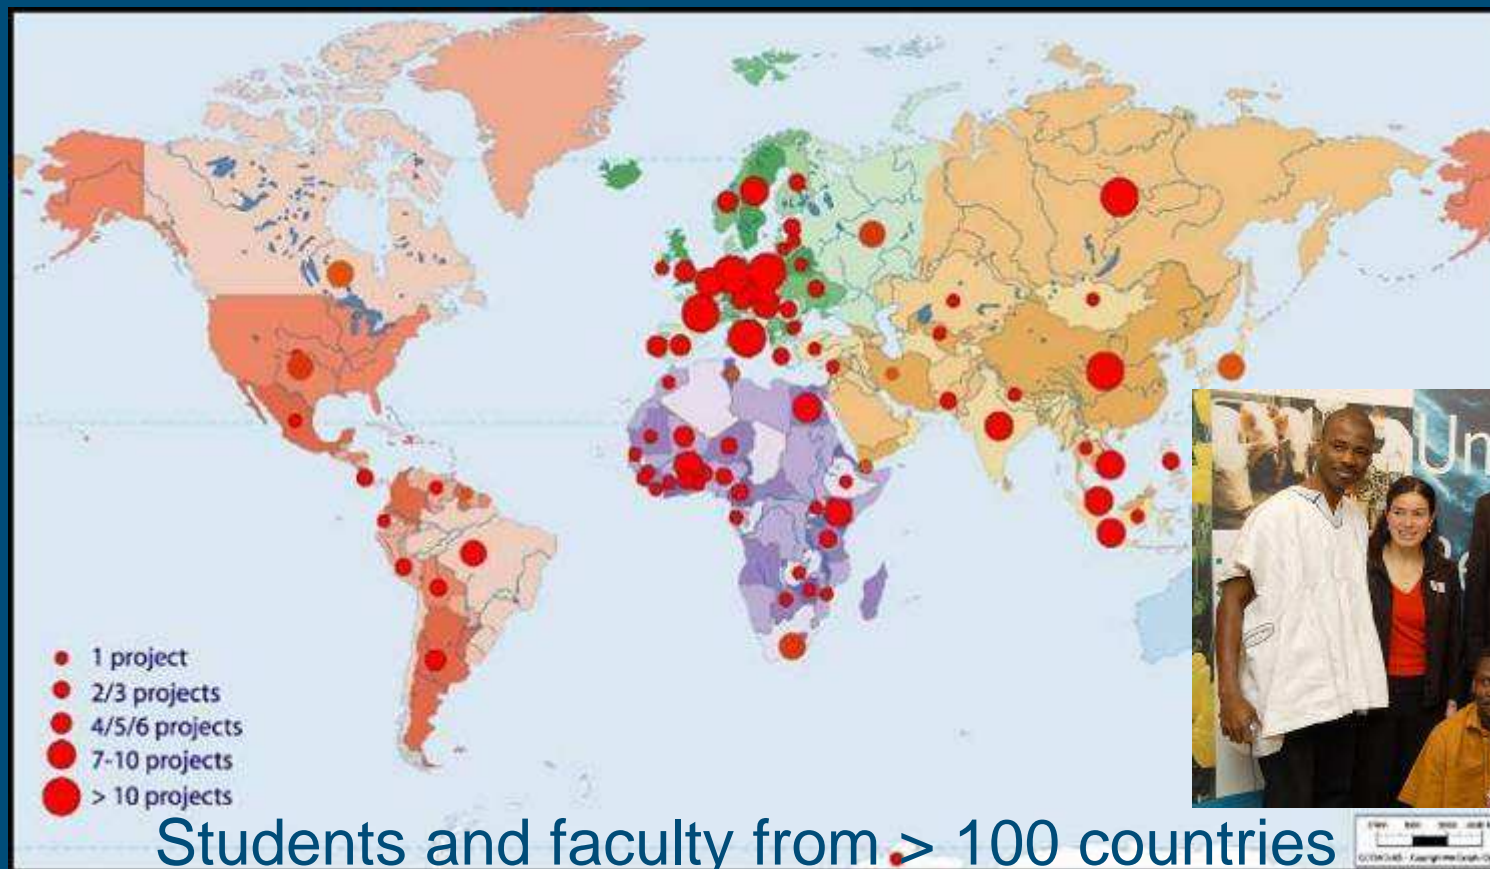 1 project
2/3 projects
4/5/6 projects
7-10 projects
> 10 projects
Un
Students and faculty from > 100 countries